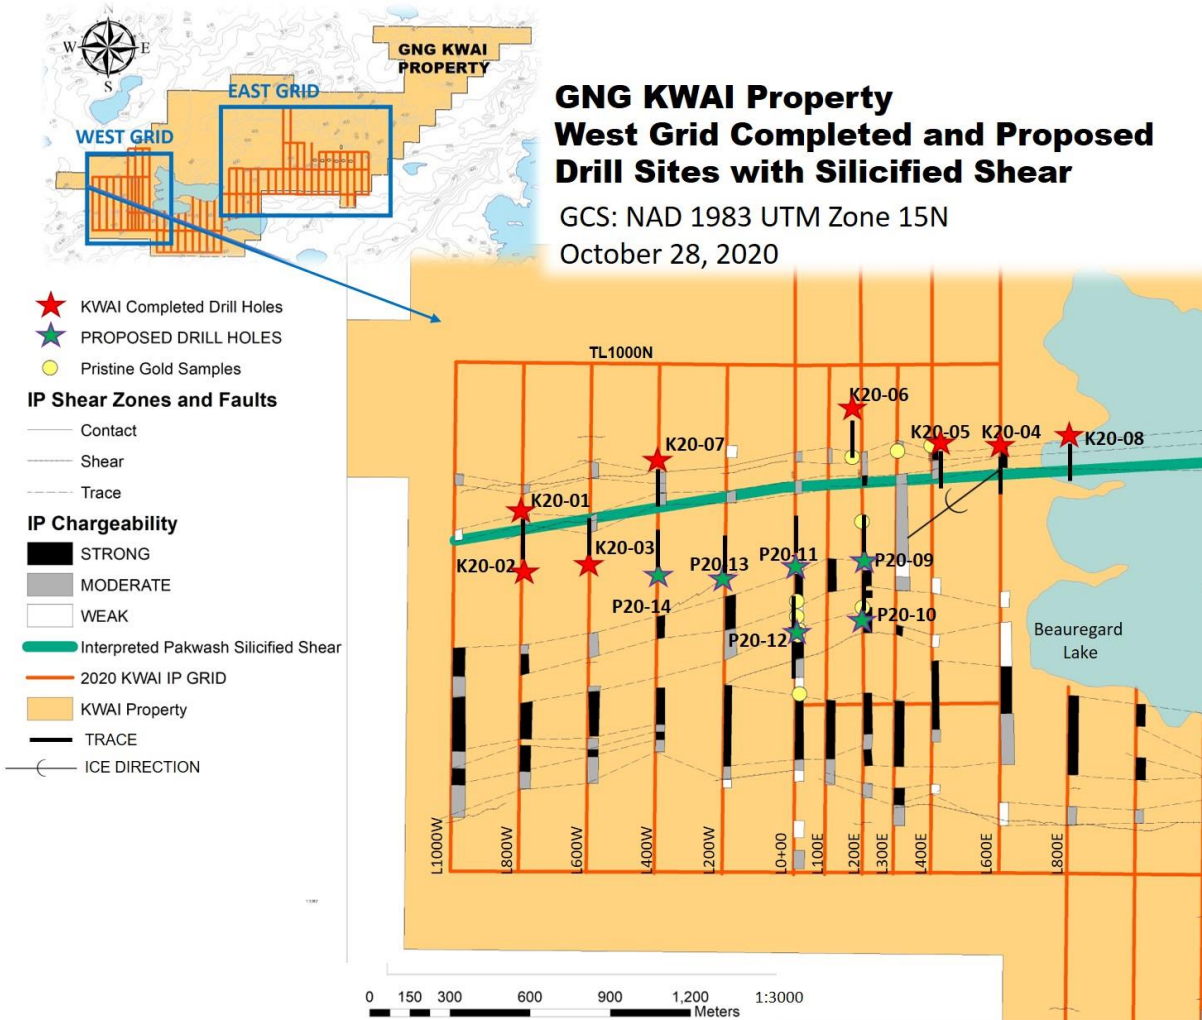 N
W
E
S
GNG KWAI
PROPERTY
EAST GRID
WEST GRID
GNG KWAI Property
West Grid Completed and Proposed
Drill Sites with Silicified Shear
GCS: NAD 1983 UTM Zone 15N
October 28, 2020
KWAI Completed Drill Holes
PROPOSED DRILL HOLES
Pristine Gold Samples
IP Shear Zones and Faults
Contact
Shear
Trace
IP Chargeability
STRONG
MODERATE
WEAK
Interpreted Pakwash Silicified Shear
2020 KWAI IP GRID
KWAI Property
TRACE
ICE DIRECTION
TL1000N
K20-06
K20-05
K20-04
K20-08
K20-07
K20-01
K20-02
K20-03
P20-13
P20-11
P20-09
P20-14
P20-12
P20-10
Beauregard
Lake
L1000W
L800W
L600W
L400W
L200W
L0+00
L100E
L200E
L300E
L400E
L600E
L800E
0 150 300 600 900 1,200
Meters
1:3000